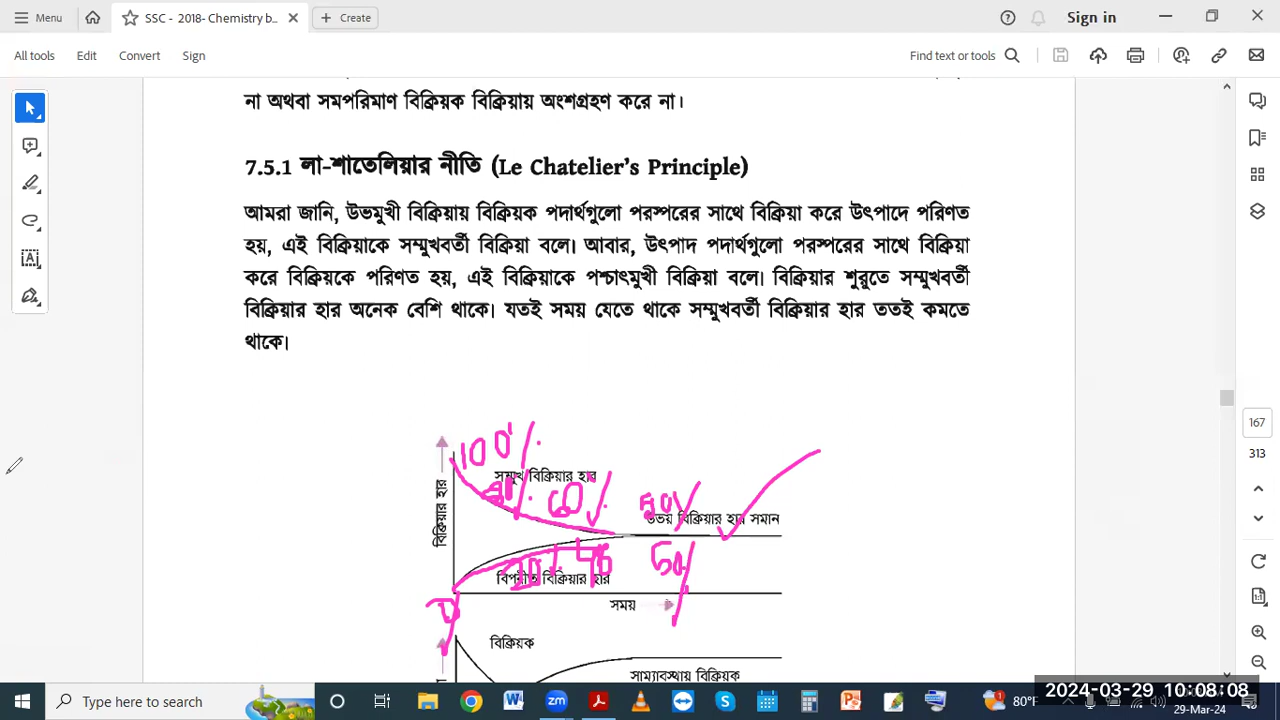 Menu
SSC - 2018- Chemistry b...
Create
Sign in
All tools
Edit
Convert
Sign
Find text or tools
না অথবা সমপরিমাণ বিক্রিয়ক বিক্রিয়ায় অংশগ্রহণ করে না।
7.5.1 লা-শাতেলিয়ার নীতি (Le Chatelier's Principle)
আমরা জানি, উভমুখী বিক্রিয়ায় বিক্রিয়ক পদার্থগুলো পরস্পরের সাথে বিক্রিয়া করে উৎপাদে পরিণত
হয়, এই বিক্রিয়াকে সম্মুখবর্তী বিক্রিয়া বলে। আবার, উৎপাদ পদার্থগুলো পরস্পরের সাথে বিক্রিয়া
করে বিক্রিয়কে পরিণত হয়, এই বিক্রিয়াকে পশ্চাৎমুখী বিক্রিয়া বলে। বিক্রিয়ার শুরুতে সম্মুখবর্তী
বিক্রিয়ার হার অনেক বেশি থাকে। যতই সময় যেতে থাকে সম্মুখবর্তী বিক্রিয়ার হার ততই কমতে
থাকে।
100%
সম্মুখ বিক্রিয়ার হার
60%
50%
উভয় বিক্রিয়ার হার সমান
বিক্রিয়ার হার
20%
50%
বিপরীত বিক্রিয়ার হার
সময়
বিক্রিয়ক
সাম্যাবস্থায় বিক্রিয়ক
167
313
Type here to search
80°F
2024-03-29 10:08:08
29-Mar-24